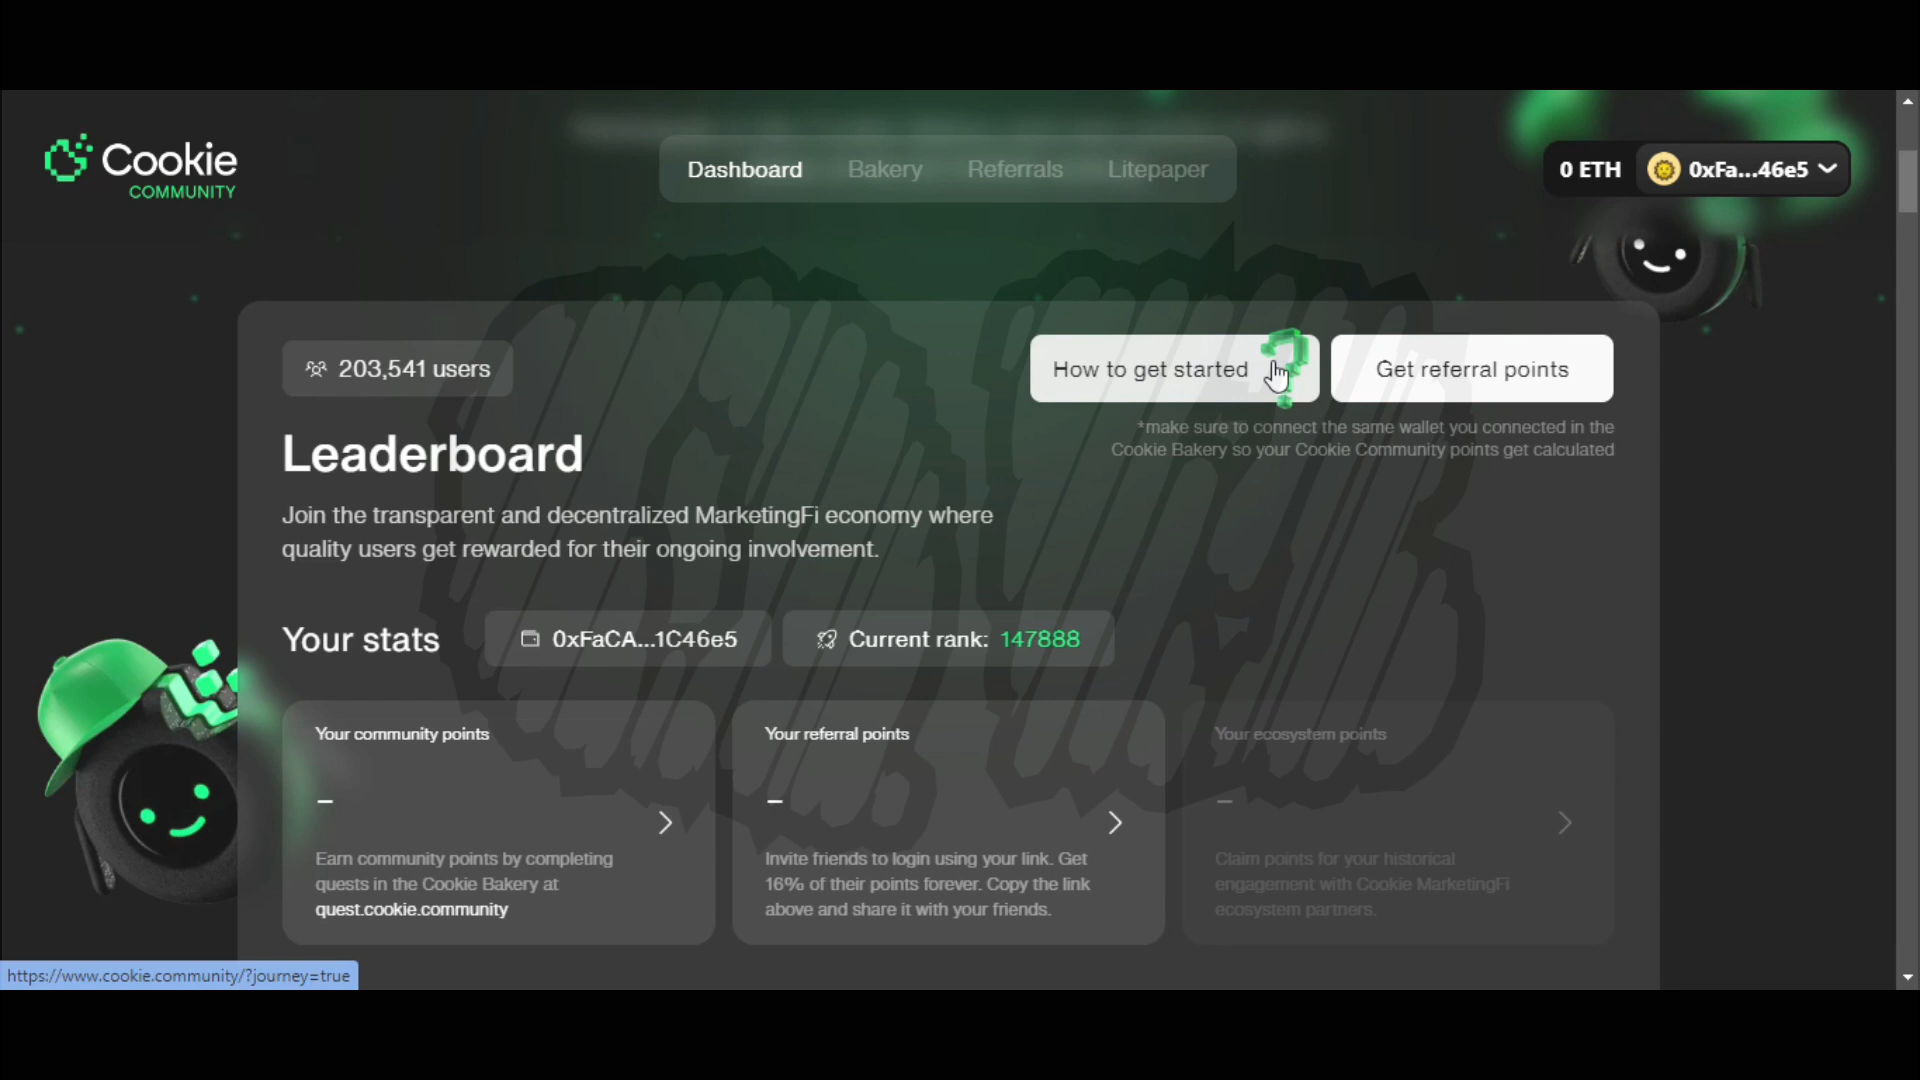 Cookie
COMMUNITY
Dashboard Bakery Referrals Litepaper
0 ETH 0xFa...46e5
203,541 users
How to get started
Get referral points
*make sure to connect the same wallet you connected in the
Cookie Bakery so your Cookie Community points get calculated
Leaderboard
Join the transparent and decentralized MarketingFi economy where
quality users get rewarded for their ongoing involvement.
Your stats
0xFaCA...1C46e5
Current rank: 147888
Your community points
–
Earn community points by completing
quests in the Cookie Bakery at
quest.cookie.community
Your referral points
–
Invite friends to login using your link. Get
16% of their points forever. Copy the link
above and share it with your friends.
Your ecosystem points
–
Claim points for your historical
engagement with Cookie MarketingFi
ecosystem partners.
https://www.cookie.community/?journey=true